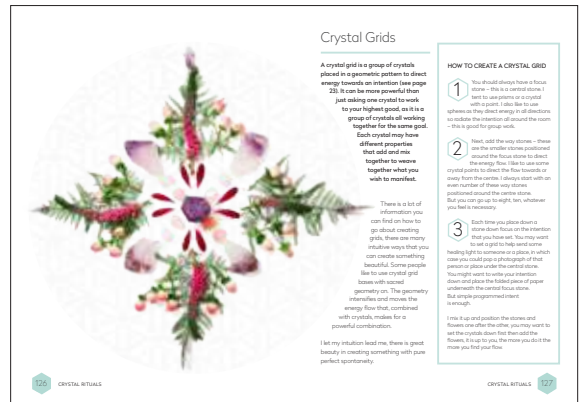 Crystal Grids
A crystal grid is a group of crystals
placed in a geometric pattern to direct
energy towards an intention (see page
23). It can be more powerful than
just asking one crystal to work
to your highest good, as it is a
group of crystals all working
together for the same goal.
Each crystal may have
different properties
that add and mix
together to weave
together what you
wish to manifest.
There is a lot of
information you
can find on how to
go about creating
grids, there are many
intuitive ways that you
can create something
beautiful. Some people
like to use crystal grid
bases with sacred
geometry on. The geometry
intensifies and moves the
energy flow that, combined
with crystals, makes for a
powerful combination.
I let my intuition lead me, there is great
beauty in creating something with pure
perfect spontaneity.
126 CRYSTAL RITUALS
HOW TO CREATE A CRYSTAL GRID
1
You should always have a focus
stone – this is a central stone. I
tent to use prisms or a crystal
with a point. I also like to use
spheres as they direct energy in all directions
so radiate the intention all around the room
– this is good for group work.
2
Next, add the way stones – these
are the smaller stones positioned
around the focus stone to direct
the energy flow. I like to use some
crystal points to direct the flow towards or
away from the centre. I always start with an
even number of these way stones
positioned around the centre stone.
But you can go up to eight, ten, whatever
you feel is necessary.
3
Each time you place down a
stone down focus on the intention
that you have set. You may want
to set a grid to help send some
healing light to someone or a place, in which
case you could pop a photograph of that
person or place under the central stone.
You might want to write your intention
down and place the folded piece of paper
underneath the central focus stone.
But simple programmed intent
is enough.
I mix it up and position the stones and
flowers one after the other, you may want to
set the crystals down first then add the
flowers, it is up to you, the more you do it the
more you find your flow.
CRYSTAL RITUALS 127